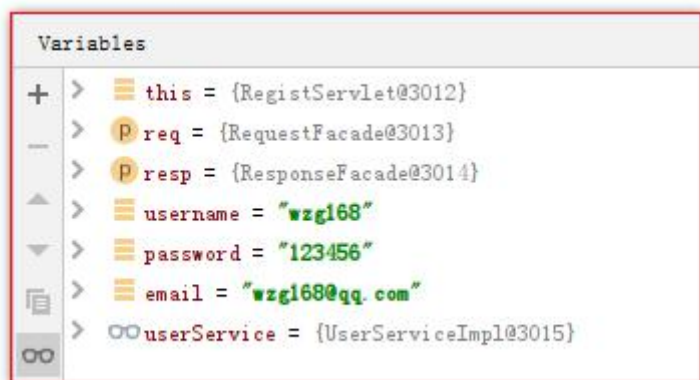 Variables
this = {RegistServlet@3012}
p req = {RequestFacade@3013}
p resp = {ResponseFacade@3014}
username = "wzg168"
password = "123456"
email = "wzg168@qq.com"
userService = {UserServiceImpl@3015}